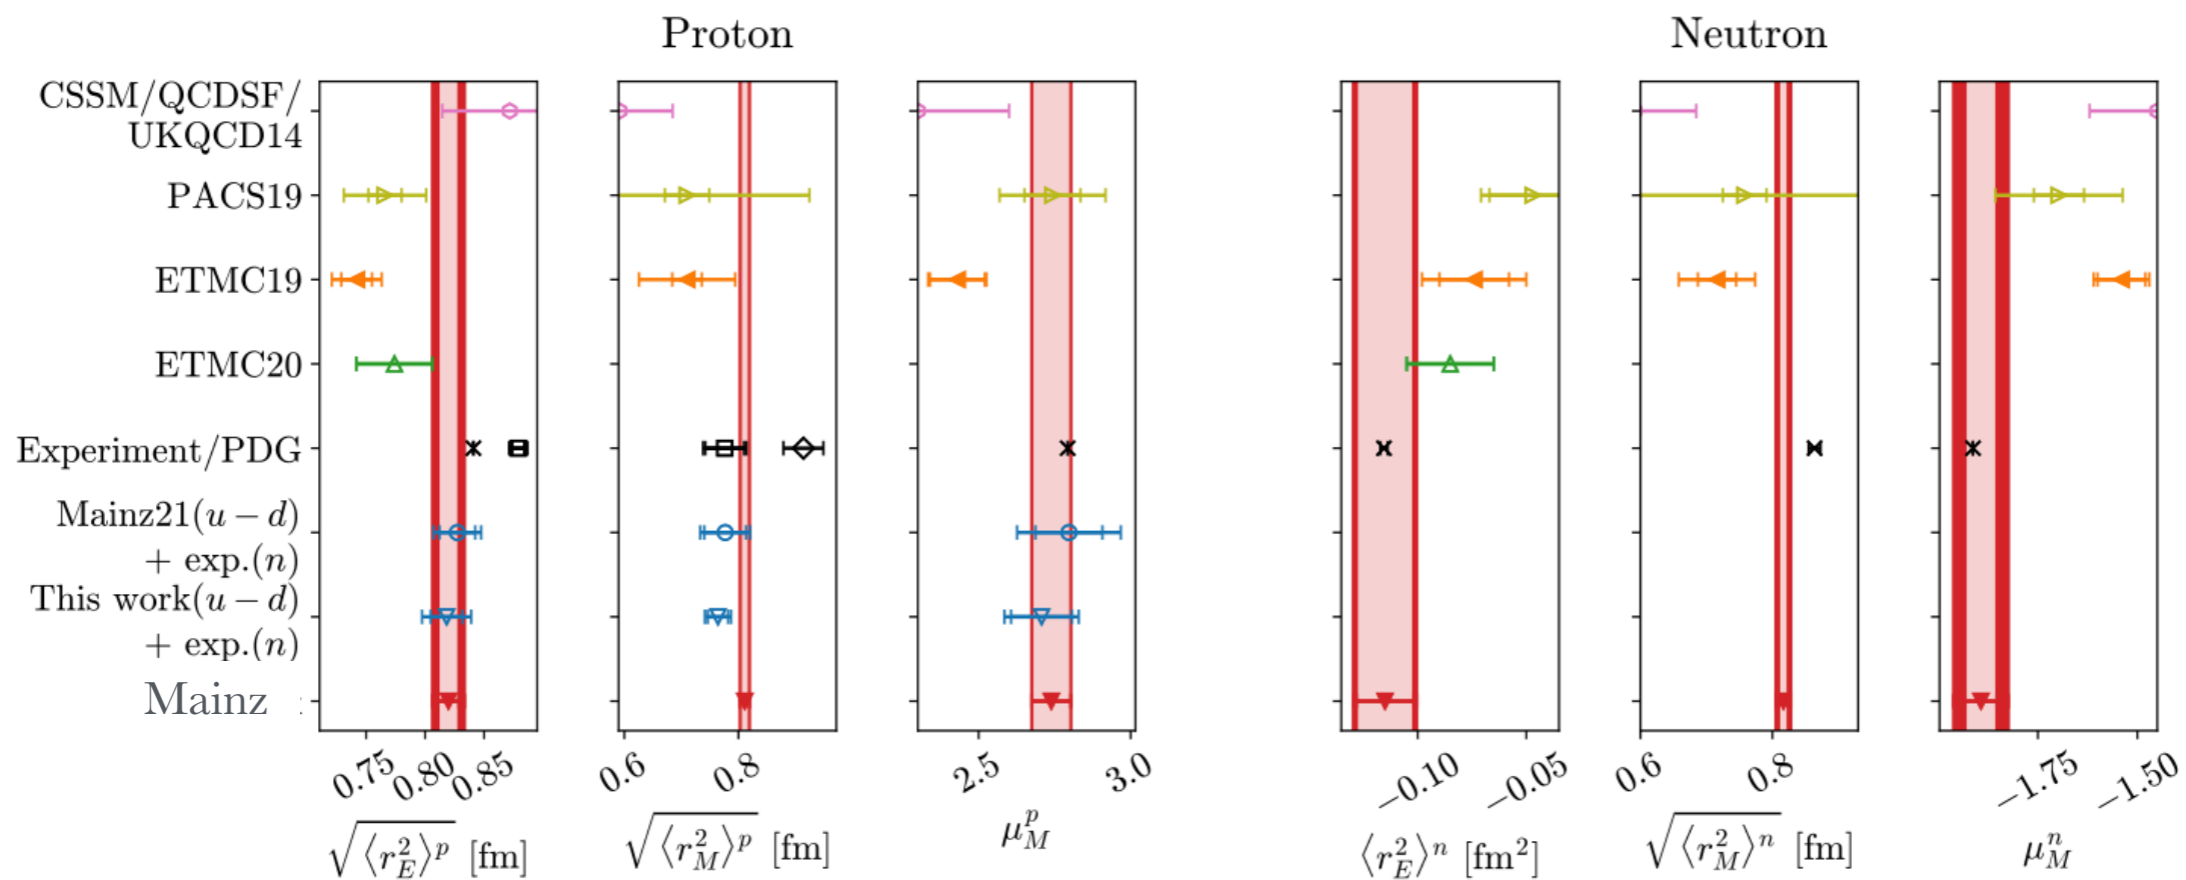 Proton
Neutron
CSSM/QCDSF/
UKQCD14
PACS19
ETMC19
ETMC20
Experiment/PDG
Mainz21(u − d)
+ exp.(n)
This work(u − d)
+ exp.(n)
Mainz
0.75 0.80 0.85
0.6 0.8
2.5 3.0
−0.10 −0.05
0.6 0.8
−1.75 −1.50
√⟨r_E^2⟩^p [fm]
√⟨r_M^2⟩^p [fm]
μ_M^p
⟨r_E^2⟩^n [fm^2]
√⟨r_M^2⟩^n [fm]
μ_M^n